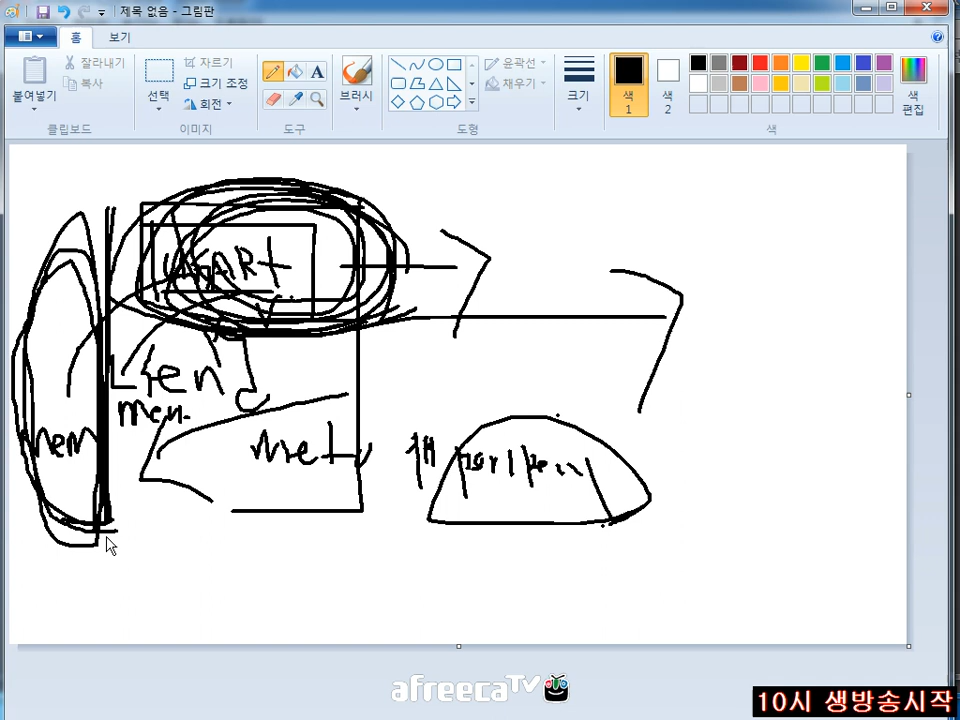 제목 없음 - 그림판
홈 보기
붙여넣기 잘라내기 복사
선택 자르기 크기 조정 회전
A
브러시
윤곽선 채우기
크기
색 1
색 2
색 편집
클립보드 이미지 도구 도형 색
UART
mem
afreecaTV
10시 생방송시작